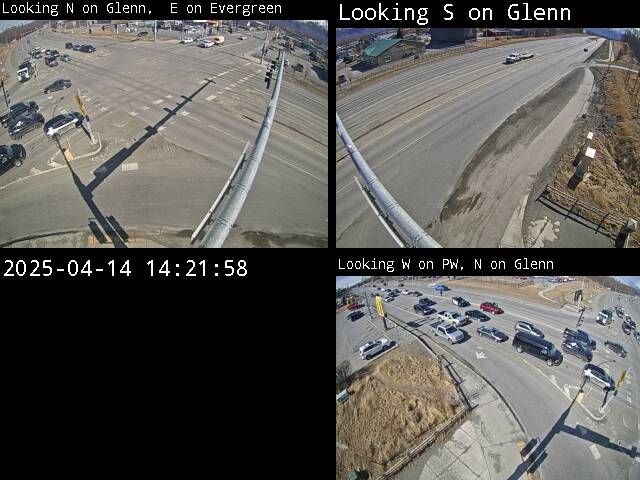 Looking N on Glenn,  E on Evergreen
Looking S on Glenn
2025-04-14 14:21:58
Looking W on PW, N on Glenn